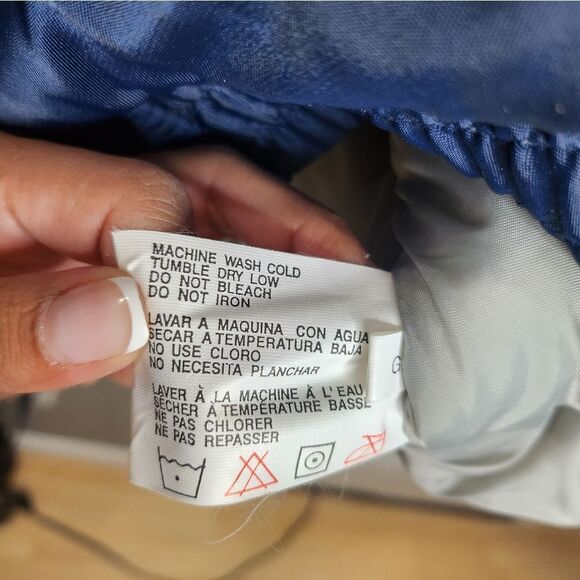 MACHINE WASH COLD
TUMBLE DRY LOW
DO NOT BLEACH
DO NOT IRON
LAVAR A MAQUINA CON AGUA
SECAR A TEMPERATURA BAJA
NO USE CLORO
NO NECESITA PLANCHAR
LAVER À LA MACHINE À L'EAU
SÉCHER À TEMPÉRATURE BASSE
NE PAS CHLORER
NE PAS REPASSER
G